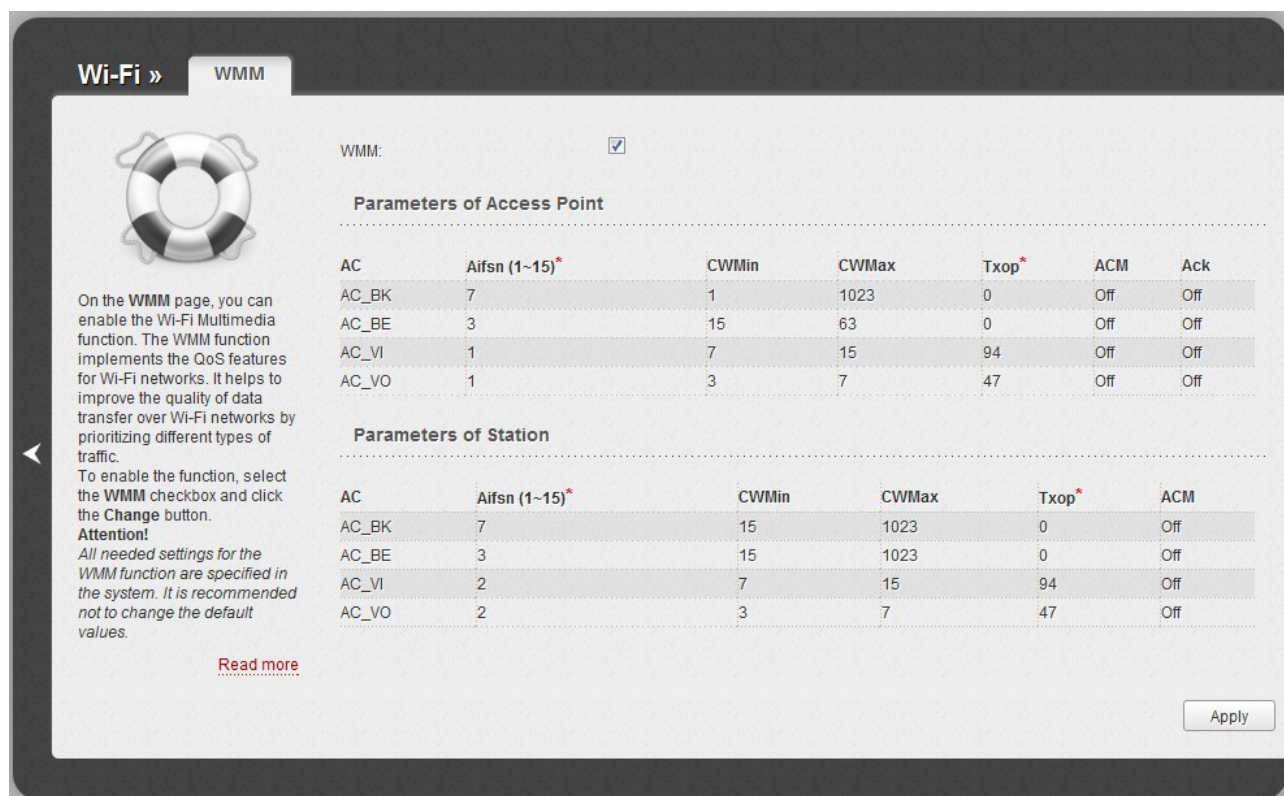 Wi-Fi » WMM
On the WMM page, you can
enable the Wi-Fi Multimedia
function. The WMM function
implements the QoS features
for Wi-Fi networks. It helps to
improve the quality of data
transfer over Wi-Fi networks by
prioritizing different types of
traffic.
To enable the function, select
the WMM checkbox and click
the Change button.
Attention!
All needed settings for the
WMM function are specified in
the system. It is recommended
not to change the default
values.
Read more
WMM:
Parameters of Access Point
AC Aifsn (1~15)* CWMin CWMax Txop* ACM Ack
AC_BK 7 1 1023 0 Off Off
AC_BE 3 15 63 0 Off Off
AC_VI 1 7 15 94 Off Off
AC_VO 1 3 7 47 Off Off
Parameters of Station
AC Aifsn (1~15)* CWMin CWMax Txop* ACM
AC_BK 7 15 1023 0 Off
AC_BE 3 15 1023 0 Off
AC_VI 2 7 15 94 Off
AC_VO 2 3 7 47 Off
Apply